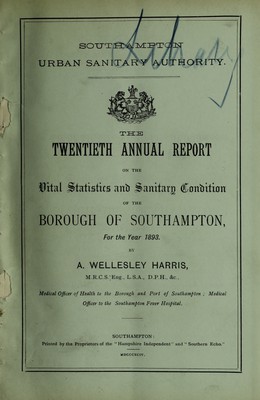 Library
SOUTHAMPTON
URBAN SANITARY AUTHORITY.
THE
TWENTIETH ANNUAL REPORT
ON THE
Vital Statistics and Sanitary Condition
OF THE
BOROUGH OF SOUTHAMPTON,
For the Year 1893.
BY
A. WELLESLEY HARRIS,
M.R.C.S. Eng., L.S.A., D.P.H., &c.,
Medical Officer of Health to the Borough and Port of Southampton; Medical
Officer to the Southampton Fever Hospital.
SOUTHAMPTON:
Printed by the Proprietors of the "Hampshire Independent" and "Southern Echo."
MDCCCXCIV.